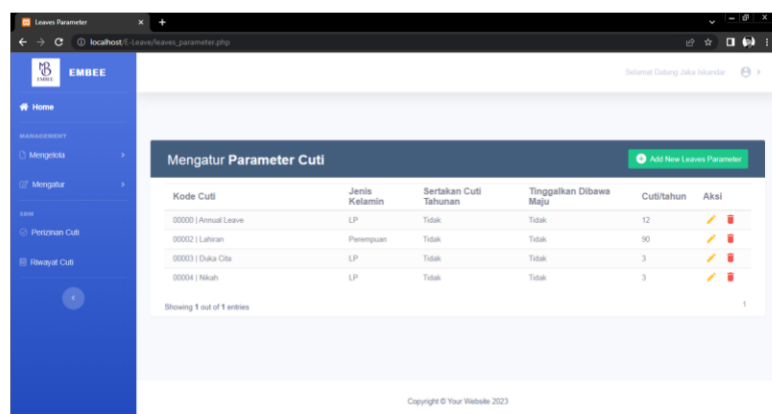 Leaves Parameter
localhost/E-Leave/leaves_parameter.php
MB
EMBEE
EMBEE
Selamat Datang Jaka Iskandar
Home
MANAGEMENT
Mengelola
Mengatur
Perizinan Cuti
Riwayat Cuti
Mengatur Parameter Cuti
Add New Leaves Parameter
Kode Cuti Jenis Kelamin Sertakan Cuti Tahunan Tinggalkan Dibawa Maju Cuti/tahun Aksi
00000 | Annual Leave LP Tidak Tidak 12
00002 | Lahiran Perempuan Tidak Tidak 90
00003 | Duka Cita LP Tidak Tidak 3
00004 | Nikah LP Tidak Tidak 3
Showing 1 out of 1 entries
1
Copyright © Your Website 2023